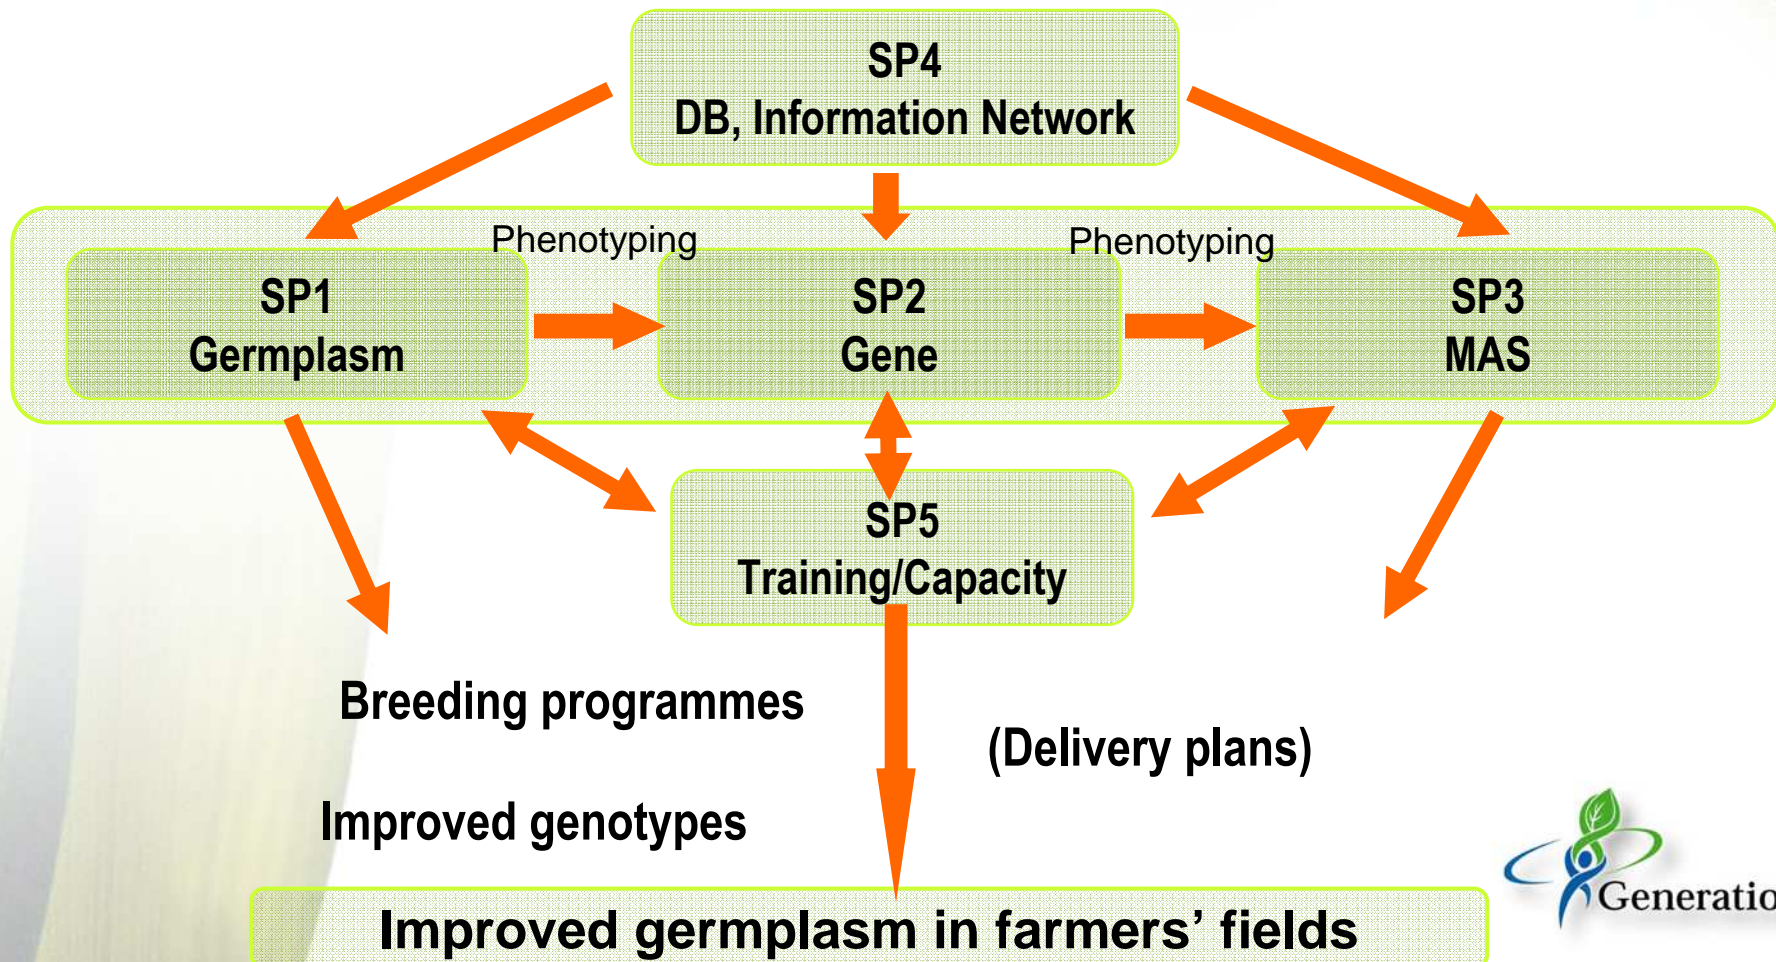 SP4
DB, Information Network
Phenotyping
Phenotyping
SP1
Germplasm
SP2
Gene
SP3
MAS
SP5
Training/Capacity
Breeding programmes
(Delivery plans)
Improved genotypes
Generatio
Improved germplasm in farmers’ fields